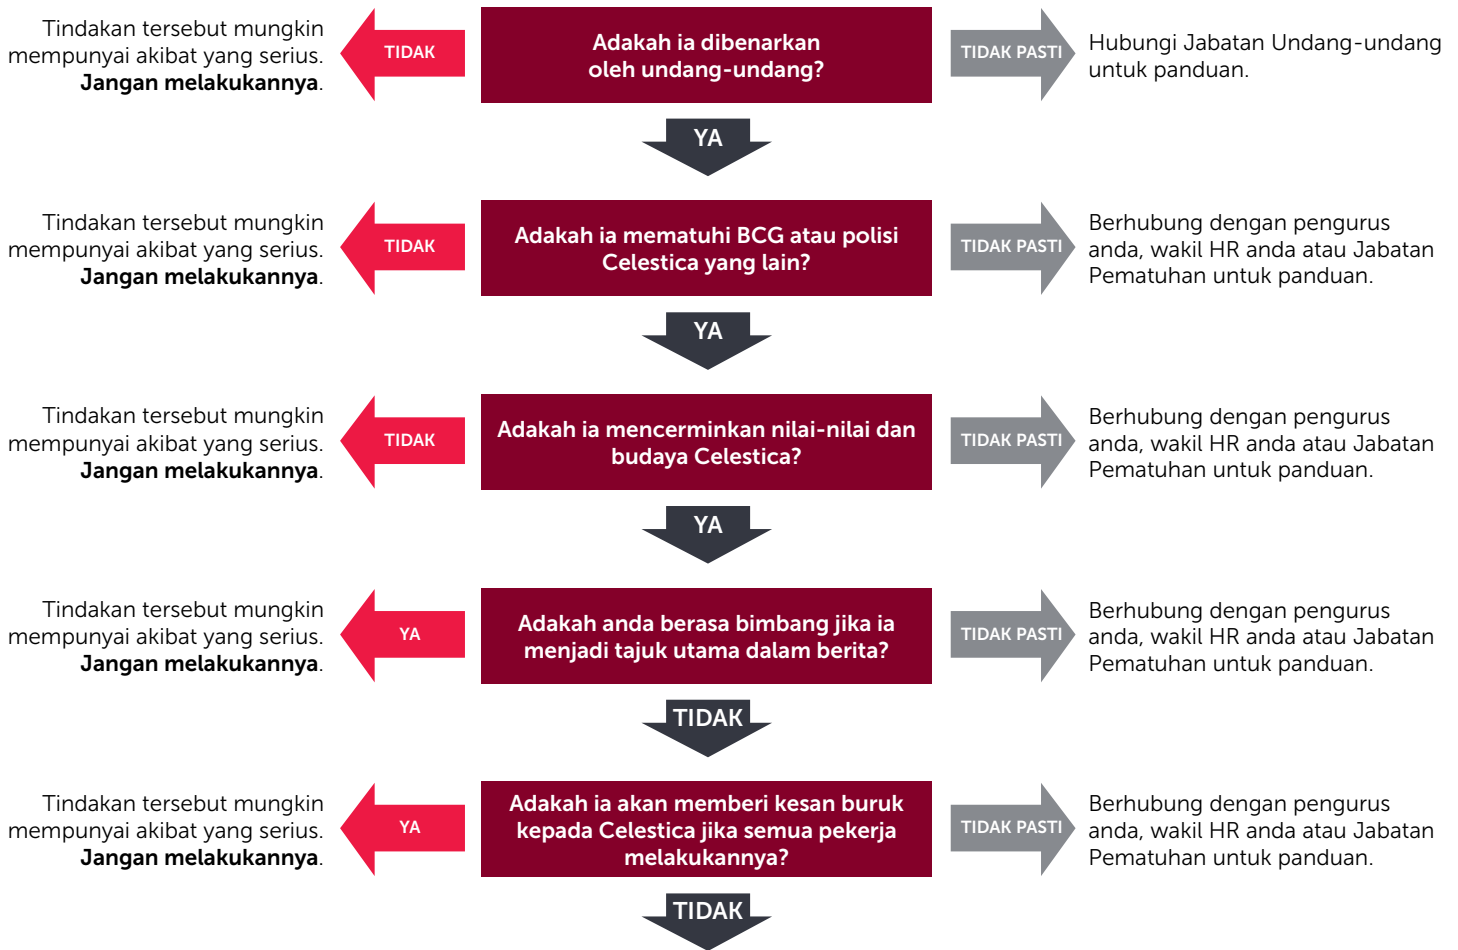 Tindakan tersebut mungkin
mempunyai akibat yang serius.
Jangan melakukannya.
TIDAK
Adakah ia dibenarkan
oleh undang-undang?
TIDAK PASTI
Hubungi Jabatan Undang-undang
untuk panduan.
YA
Tindakan tersebut mungkin
mempunyai akibat yang serius.
Jangan melakukannya.
TIDAK
Adakah ia mematuhi BCG atau polisi
Celestica yang lain?
TIDAK PASTI
Berhubung dengan pengurus
anda, wakil HR anda atau Jabatan
Pematuhan untuk panduan.
YA
Tindakan tersebut mungkin
mempunyai akibat yang serius.
Jangan melakukannya.
TIDAK
Adakah ia mencerminkan nilai-nilai dan
budaya Celestica?
TIDAK PASTI
Berhubung dengan pengurus
anda, wakil HR anda atau Jabatan
Pematuhan untuk panduan.
YA
Tindakan tersebut mungkin
mempunyai akibat yang serius.
Jangan melakukannya.
YA
Adakah anda berasa bimbang jika ia
menjadi tajuk utama dalam berita?
TIDAK PASTI
Berhubung dengan pengurus
anda, wakil HR anda atau Jabatan
Pematuhan untuk panduan.
TIDAK
Tindakan tersebut mungkin
mempunyai akibat yang serius.
Jangan melakukannya.
YA
Adakah ia akan memberi kesan buruk
kepada Celestica jika semua pekerja
melakukannya?
TIDAK PASTI
Berhubung dengan pengurus
anda, wakil HR anda atau Jabatan
Pematuhan untuk panduan.
TIDAK